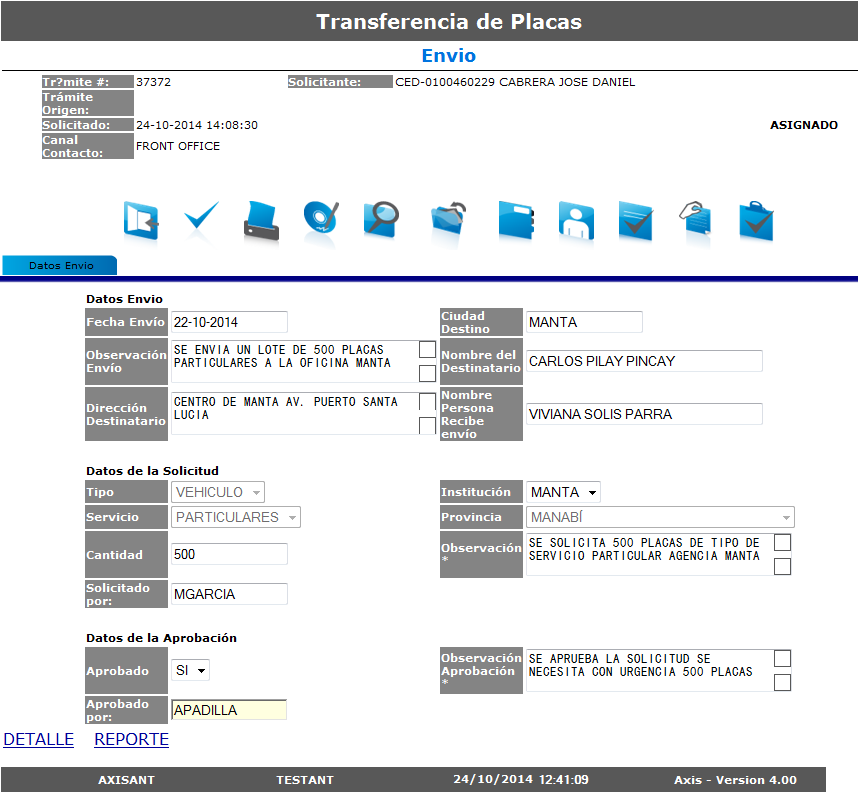 Transferencia de Placas
Envio
Tr?mite #: 37372 Solicitante: CED-0100460229 CABRERA JOSE DANIEL
Trámite
Origen:
Solicitado: 24-10-2014 14:08:30 ASIGNADO
Canal
Contacto: FRONT OFFICE
Datos Envio
Datos Envio
Fecha Envío 22-10-2014
Ciudad
Destino MANTA
Observación
Envío
SE ENVIA UN LOTE DE 500 PLACAS
PARTICULARES A LA OFICINA MANTA
Nombre del
Destinatario CARLOS PILAY PINCAY
Dirección
Destinatario
CENTRO DE MANTA AV. PUERTO SANTA
LUCIA
Nombre
Persona
Recibe
envío
VIVIANA SOLIS PARRA
Datos de la Solicitud
Tipo VEHICULO Institución MANTA
Servicio PARTICULARES Provincia MANABÍ
Cantidad 500
Observación
*
SE SOLICITA 500 PLACAS DE TIPO DE
SERVICIO PARTICULAR AGENCIA MANTA
Solicitado
por: MGARCIA
Datos de la Aprobación
Aprobado SI
Observación
Aprobación
*
SE APRUEBA LA SOLICITUD SE
NECESITA CON URGENCIA 500 PLACAS
Aprobado
por: APADILLA
DETALLE REPORTE
AXISANT TESTANT 24/10/2014 12:41:09 Axis - Version 4.00